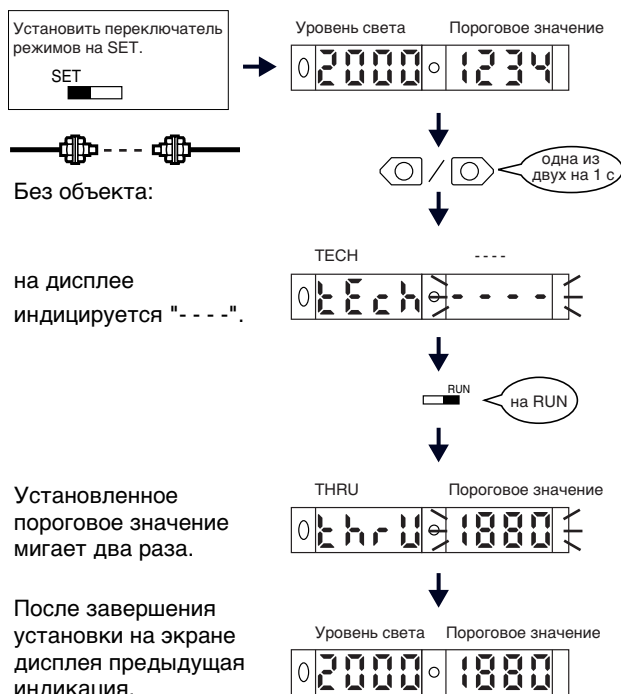 Установить переключатель
режимов на SET.
SET
Уровень света Пороговое значение
2000 1234
одна из
двух на 1 с
Без объекта:
TECH - - - -
на дисплее
индицируется "- - - -".
tEch - - - -
RUN
на RUN
Установленное
пороговое значение
мигает два раза.
THRU Пороговое значение
thrU 1880
После завершения
установки на экране
дисплея предыдущая
индикация.
Уровень света Пороговое значение
2000 1880